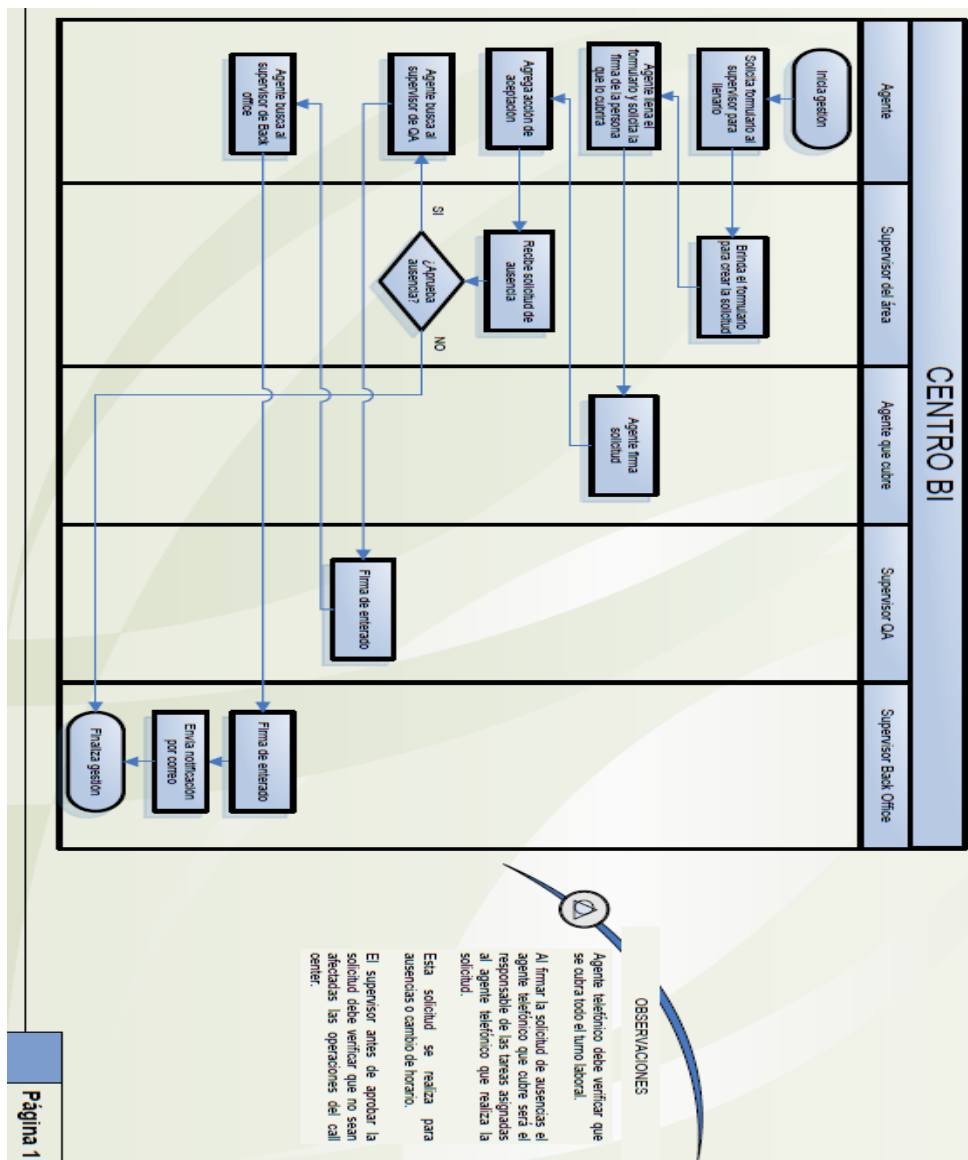 CENTRO BI
Agente
Supervisor del área
Agente que cubre
Supervisor QA
Supervisor Back Office
Inicia gestión
Solicita formulario al
supervisor para
llenarlo
Brinda el formulario
para crear la solicitud
Agente llena el
formulario y solicita la
firma de la persona
que lo cubrirá
Agente firma
solicitud
Agrega acción de
aceptación
Recibe solicitud de
ausencia
¿Aprueba
ausencia?
SI
NO
Agente busca al
supervisor de QA
Firma de enterado
Agente busca al
supervisor de Back
office
Firma de enterado
Envía notificación
por correo
Finaliza gestión
OBSERVACIONES
Agente telefónico debe verificar que
se cubra todo el turno laboral.
Al firmar la solicitud de ausencias el
agente telefónico que cubre será el
responsable de las tareas asignadas
al agente telefónico que realiza la
solicitud.
Esta solicitud se realiza para
ausencias o cambio de horario.
El supervisor antes de aprobar la
solicitud debe verificar que no sean
afectadas las operaciones del call
center.
Página 1